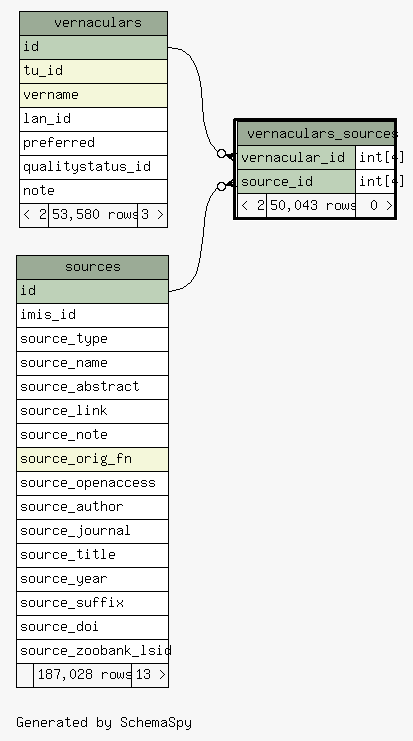 vernaculars
id
tu_id
vername
lan_id
preferred
qualitystatus_id
note
< 2 53,580 rows 3 >
vernaculars_sources
vernacular_id int[4]
source_id int[4]
< 2 50,043 rows 0 >
sources
id
imis_id
source_type
source_name
source_abstract
source_link
source_note
source_orig_fn
source_openaccess
source_author
source_journal
source_title
source_year
source_suffix
source_doi
source_zoobank_lsid
187,028 rows 13 >
Generated by SchemaSpy